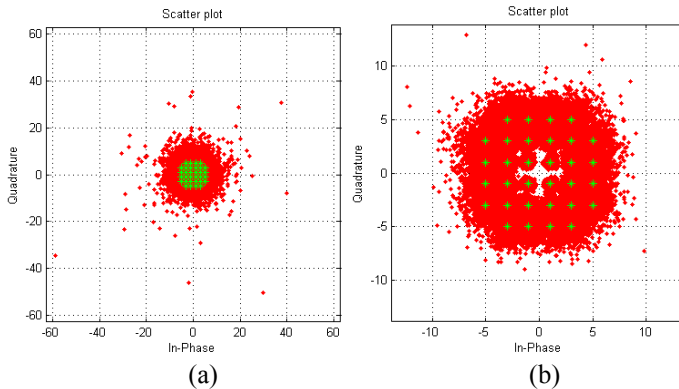 Scatter plot
60
40
20
0
-20
-40
-60
Quadrature
-60 -40 -20 0 20 40 60
In-Phase
(a)
Scatter plot
10
5
0
-5
-10
Quadrature
-10 -5 0 5 10
In-Phase
(b)